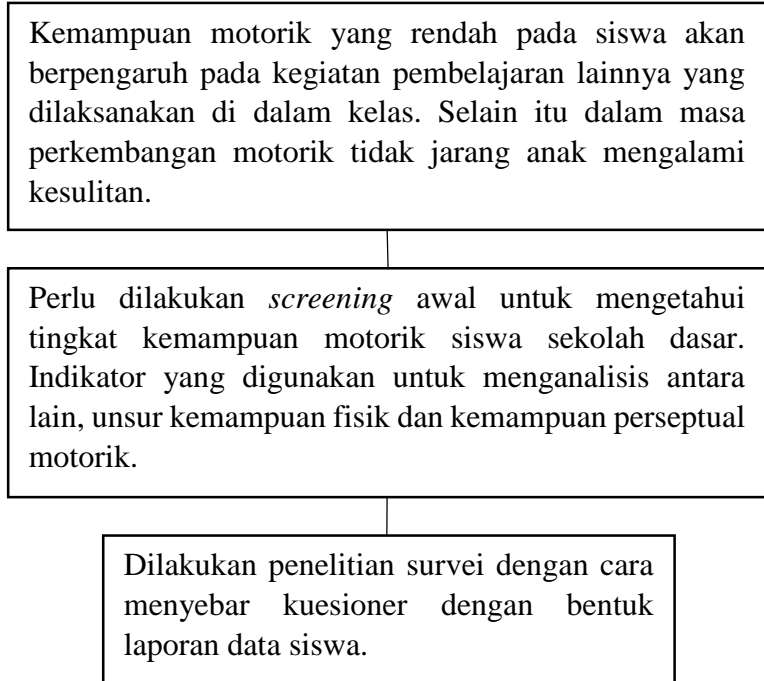 Kemampuan motorik yang rendah pada siswa akan
berpengaruh pada kegiatan pembelajaran lainnya yang
dilaksanakan di dalam kelas. Selain itu dalam masa
perkembangan motorik tidak jarang anak mengalami
kesulitan.
Perlu dilakukan screening awal untuk mengetahui
tingkat kemampuan motorik siswa sekolah dasar.
Indikator yang digunakan untuk menganalisis antara
lain, unsur kemampuan fisik dan kemampuan perseptual
motorik.
Dilakukan penelitian survei dengan cara
menyebar kuesioner dengan bentuk
laporan data siswa.